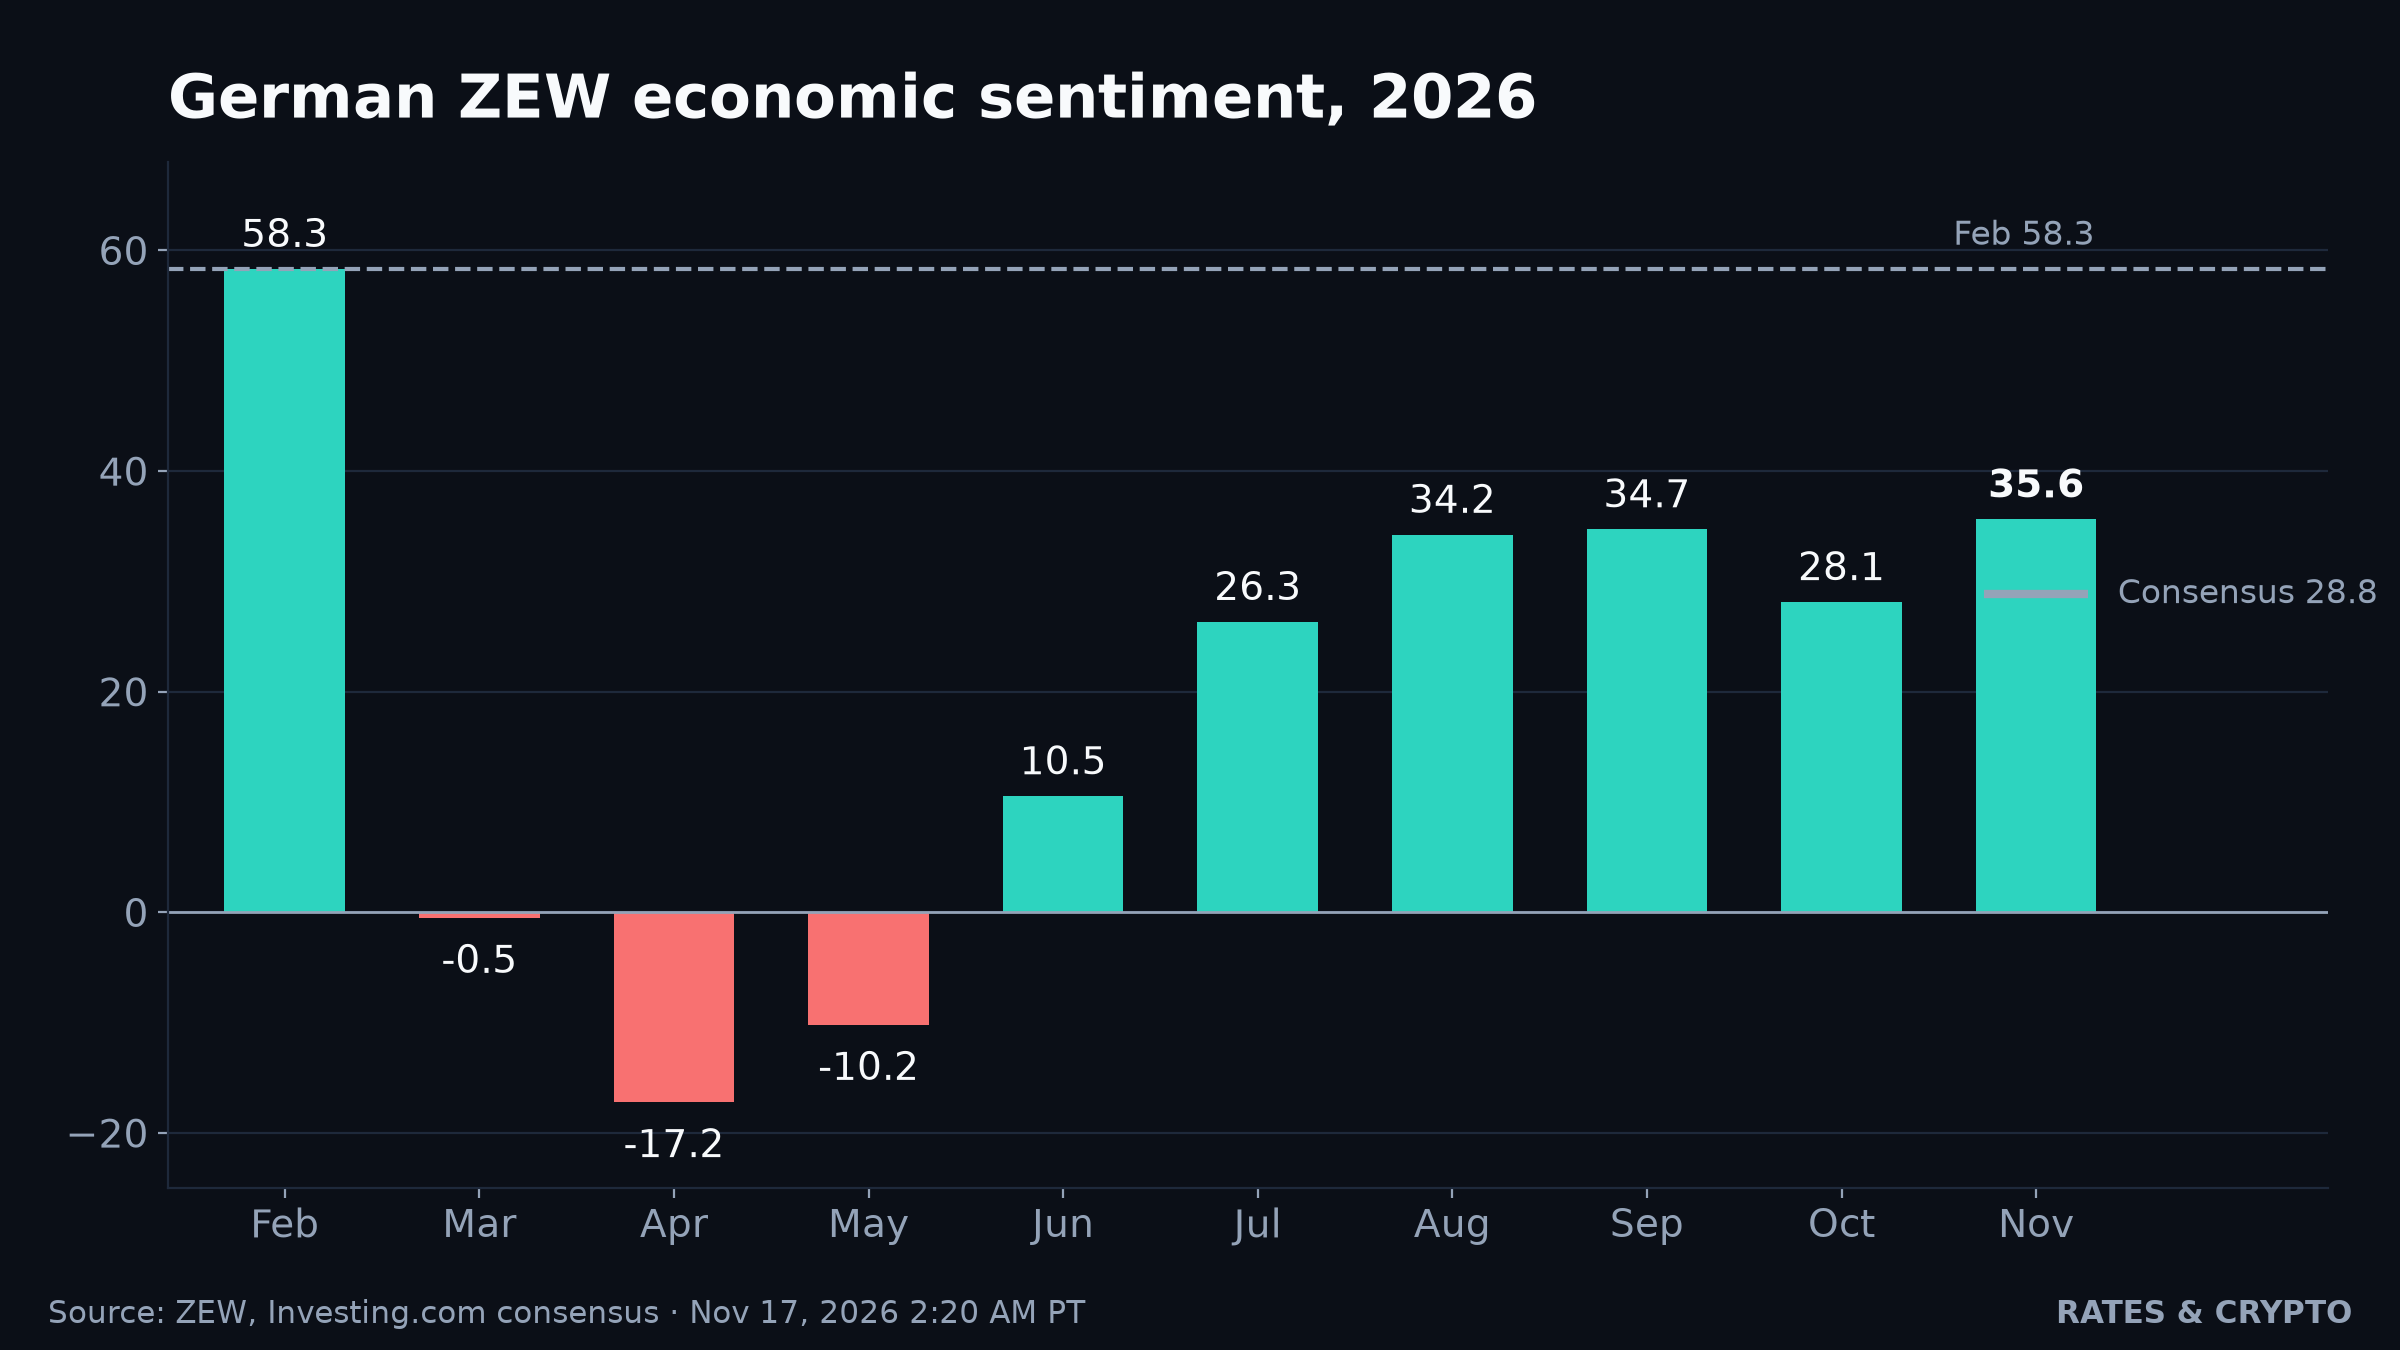 German ZEW economic sentiment, 2026
58.3
Feb 58.3
60
40
20
0
−20
-0.5
-17.2
-10.2
10.5
26.3
34.2
34.7
28.1
35.6
Consensus 28.8
Feb Mar Apr May Jun Jul Aug Sep Oct Nov
Source: ZEW, Investing.com consensus · Nov 17, 2026 2:20 AM PT
RATES & CRYPTO